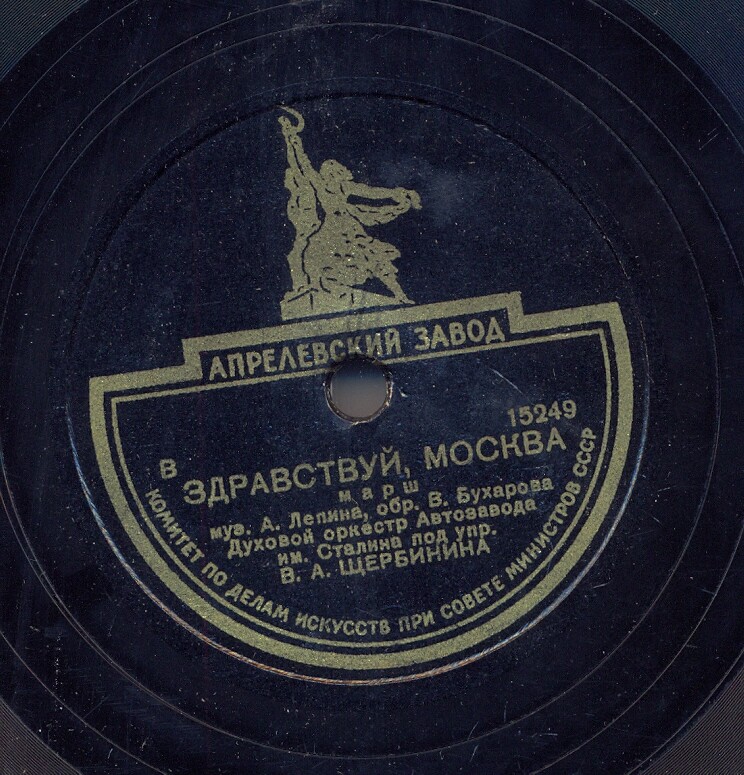 АПРЕЛЕВСКИЙ ЗАВОД
15249
В
ЗДРАВСТВУЙ, МОСКВА
марш
муз. А. Лепина, обр. В. Бухарова
Духовой оркестр Автозавода
им. Сталина под упр.
В. А. ЩЕРБИНИНА
КОМИТЕТ ПО ДЕЛАМ ИСКУССТВ ПРИ СОВЕТЕ МИНИСТРОВ СССР